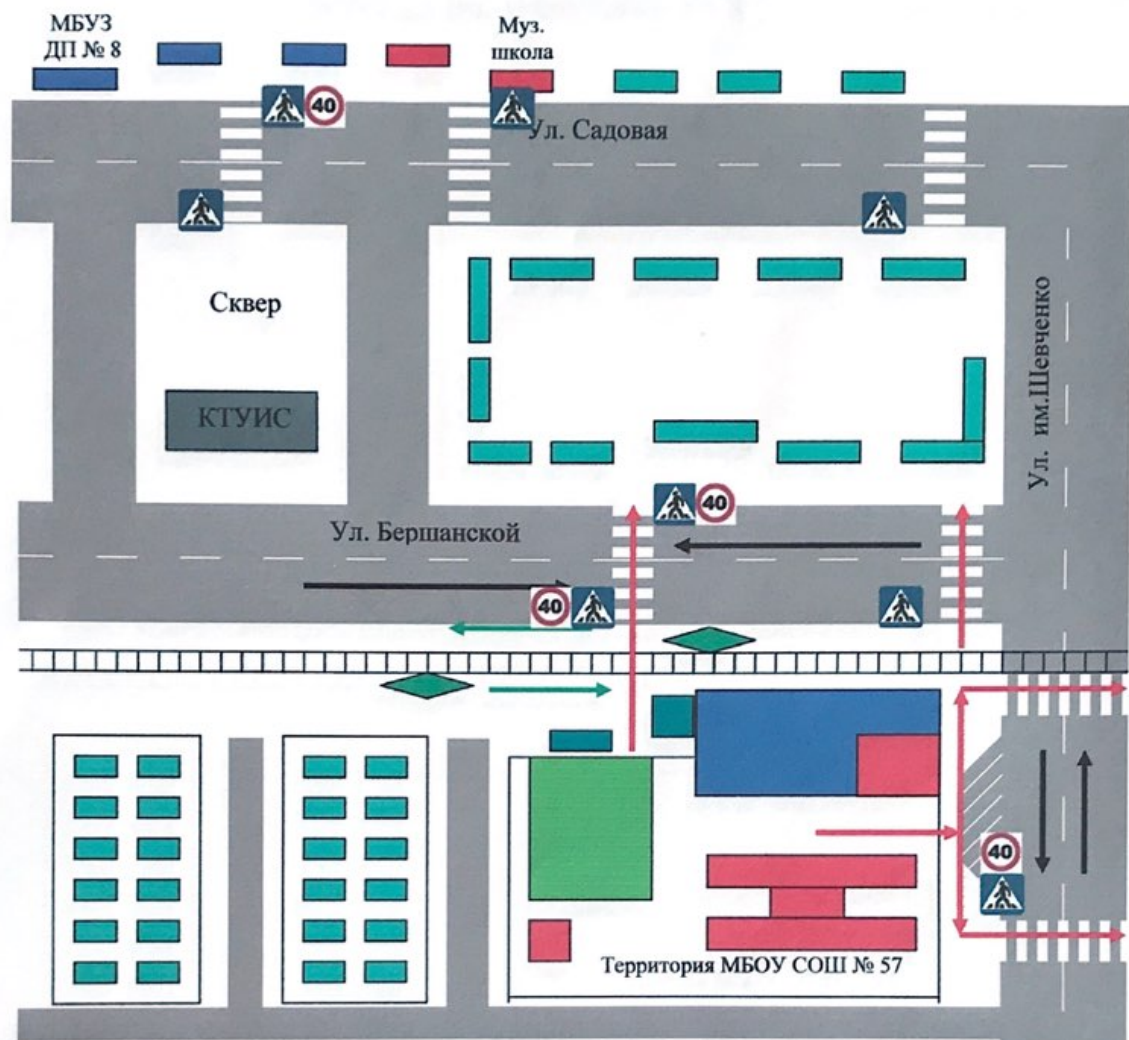 МБУЗ
ДП № 8
Муз.
школа
40
Ул. Садовая
Сквер
КТУИС
Ул. им.Шевченко
40
Ул. Бершанской
40
40
Территория МБОУ СОШ № 57